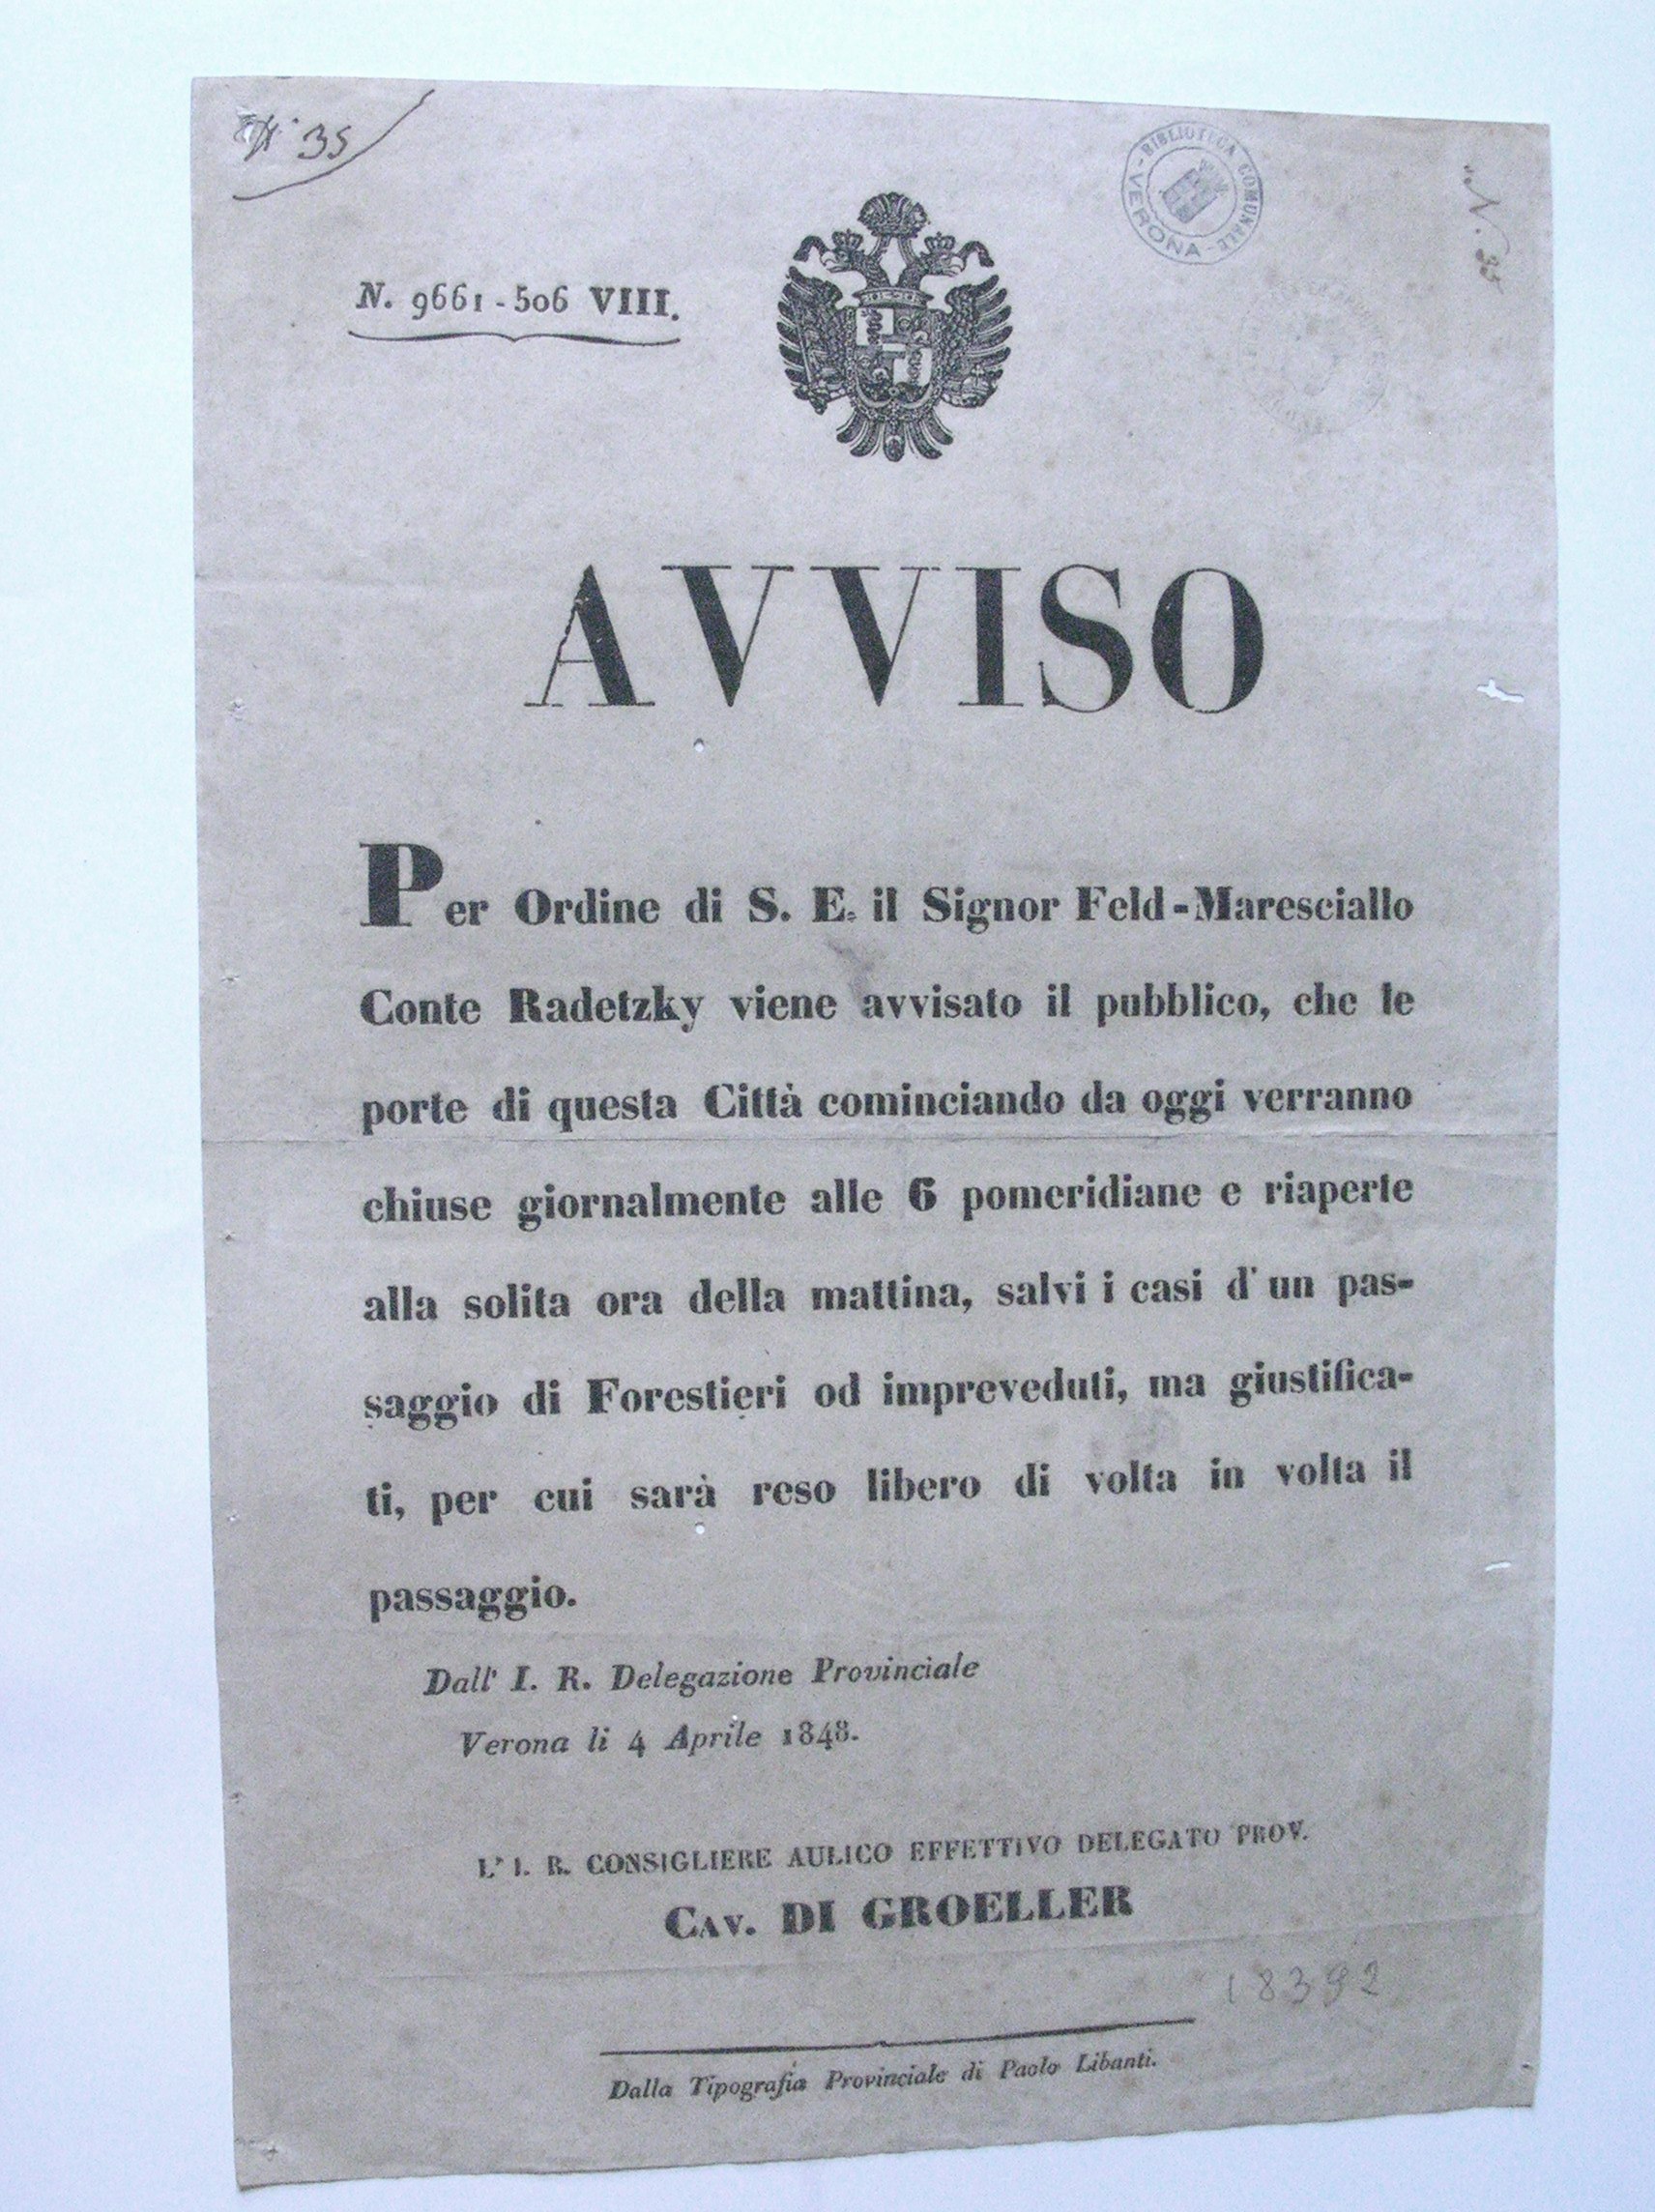 N° 35
BIBLIOTECA COMUNALE - VERONA -
N. 35
N. 9661-506 VIII.
AVVISO
Per Ordine di S. E. il Signor Feld-Maresciallo
Conte Radetzky viene avvisato il pubblico, che le
porte di questa Città cominciando da oggi verranno
chiuse giornalmente alle 6 pomeridiane e riaperte
alla solita ora della mattina, salvi i casi d' un pas-
saggio di Forestieri od impreveduti, ma giustifica-
ti, per cui sarà reso libero di volta in volta il
passaggio.
Dall' I. R. Delegazione Provinciale
Verona li 4 Aprile 1848.
L' I. R. CONSIGLIERE AULICO EFFETTIVO DELEGATO PROV.
CAV. DI GROELLER
18392
Dalla Tipografia Provinciale di Paolo Libanti.